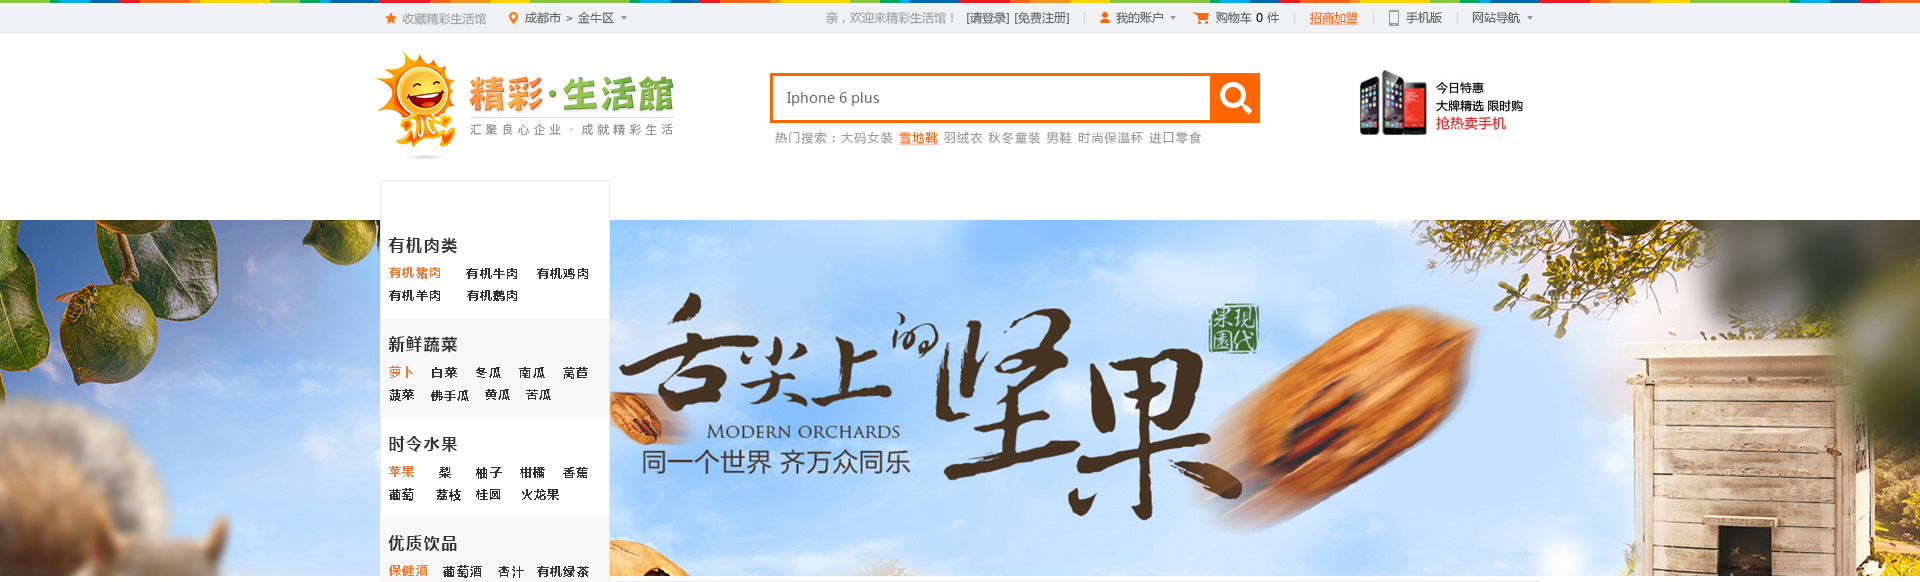 收藏精彩生活馆 成都市 > 金牛区 亲，欢迎来精彩生活馆！ [请登录] [免费注册] 我的账户 购物车 0 件 招商加盟 手机版 网站导航
精彩·生活館
汇聚良心企业 · 成就精彩生活
Iphone 6 plus
热门搜索：大码女装 雪地靴 羽绒衣 秋冬童装 男鞋 时尚保温杯 进口零食
今日特惠
大牌精选 限时购
抢热卖手机
有机肉类
有机猪肉 有机牛肉 有机鸡肉
有机羊肉 有机鹅肉
新鲜蔬菜
萝卜 白菜 冬瓜 南瓜 莴苣
菠菜 佛手瓜 黄瓜 苦瓜
时令水果
苹果 梨 柚子 柑橘 香蕉
葡萄 荔枝 桂圆 火龙果
优质饮品
保健酒 葡萄酒 杏汁 有机绿茶
舌尖上的坚果
现代果園
MODERN ORCHARDS
同一个世界 齐万众同乐